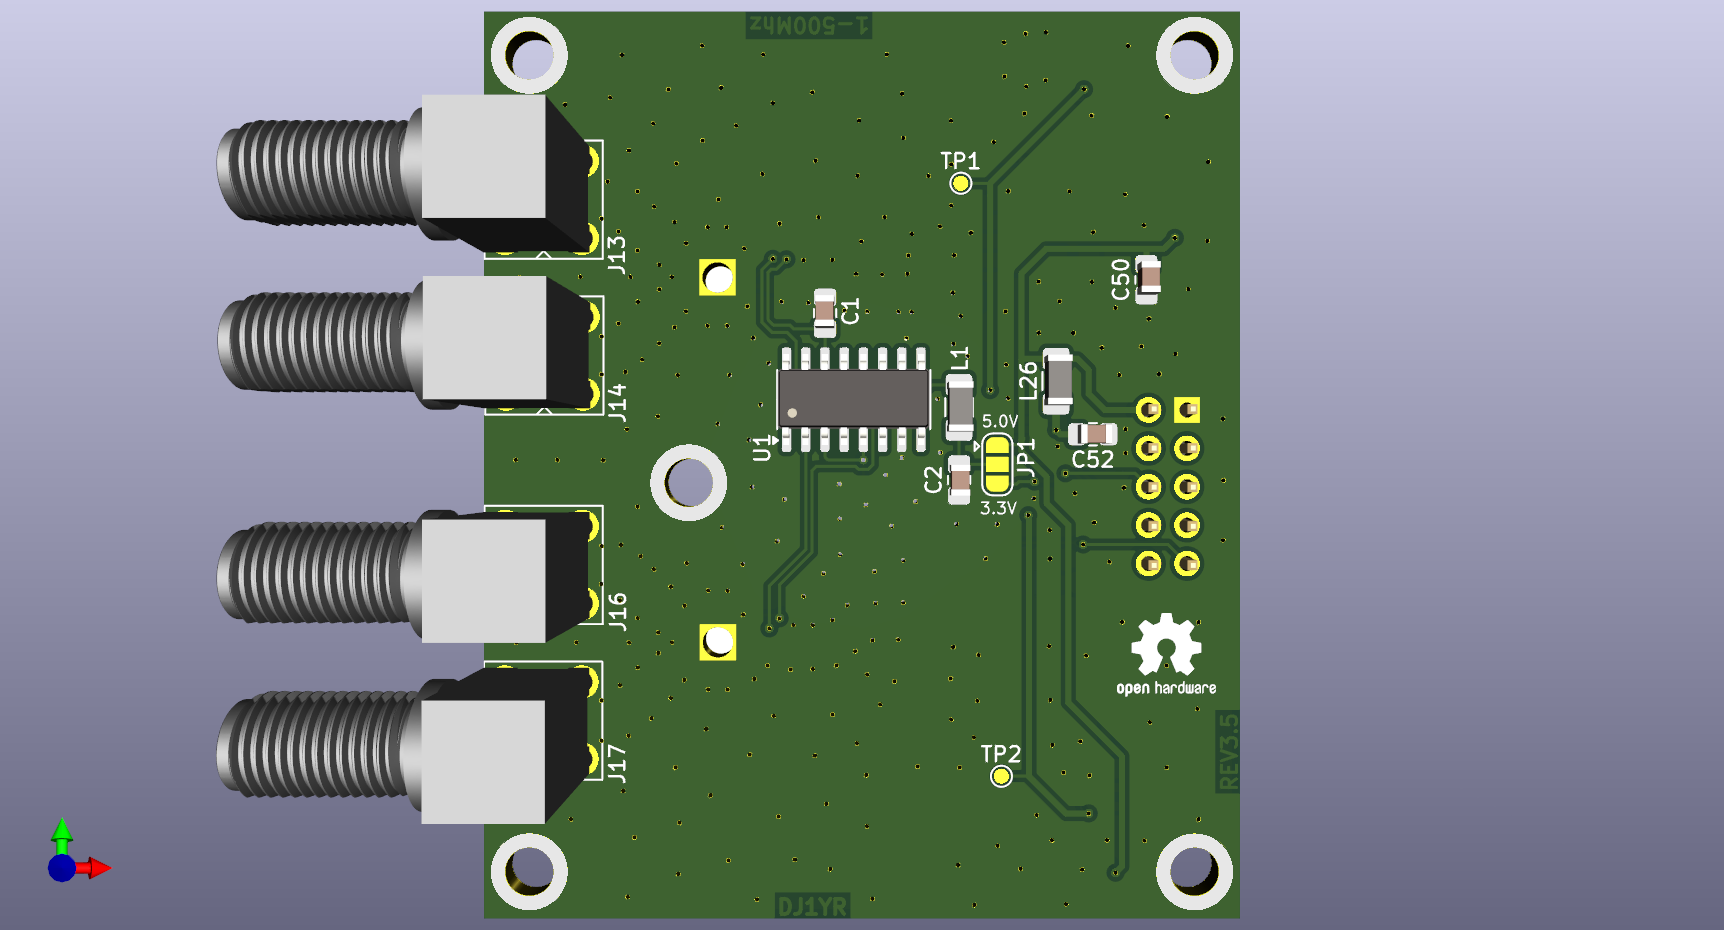 1-500Mhz
TP1
J13
C50
C1
L1
L26
J14
5.0V
U1
JP1
C52
C2
3.3V
J16
open hardware
REV3.5
TP2
J17
DJ1YR